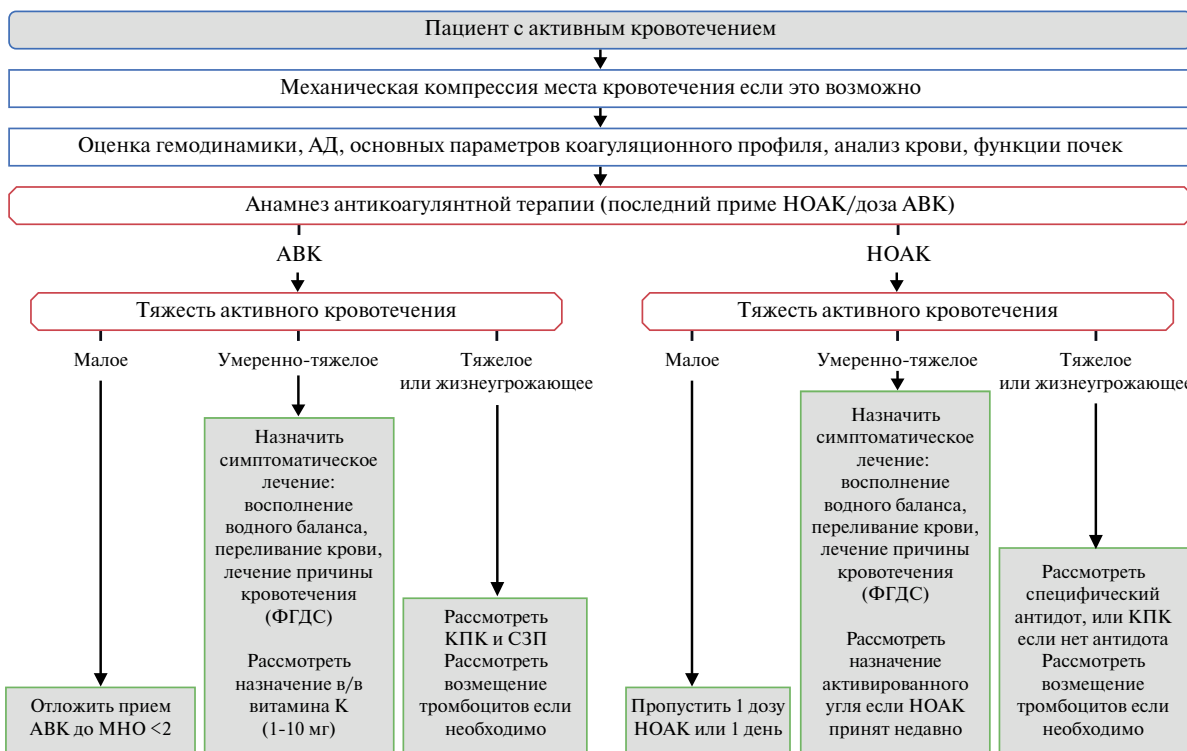 Пациент с активным кровотечением
Механическая компрессия места кровотечения если это возможно
Оценка гемодинамики, АД, основных параметров коагуляционного профиля, анализ крови, функции почек
Анамнез антикоагулянтной терапии (последний приме НОАК/доза АВК)
АВК
НОАК
Тяжесть активного кровотечения
Тяжесть активного кровотечения
Малое
Умеренно-тяжелое
Тяжелое
или жизнеугрожающее
Малое
Умеренно-тяжелое
Тяжелое
или жизнеугрожающее
Отложить прием
АВК до МНО <2
Назначить
симптоматическое
лечение:
восполнение
водного баланса,
переливание крови,
лечение причины
кровотечения
(ФГДС)
Рассмотреть
назначение в/в
витамина К
(1-10 мг)
Рассмотреть
КПК и СЗП
Рассмотреть
возмещение
тромбоцитов если
необходимо
Пропустить 1 дозу
НОАК или 1 день
Назначить
симптоматическое
лечение:
восполнение
водного баланса,
переливание крови,
лечение причины
кровотечения
(ФГДС)
Рассмотреть
назначение
активированного
угля если НОАК
принят недавно
Рассмотреть
специфический
антидот, или КПК
если нет антидота
Рассмотреть
возмещение
тромбоцитов если
необходимо